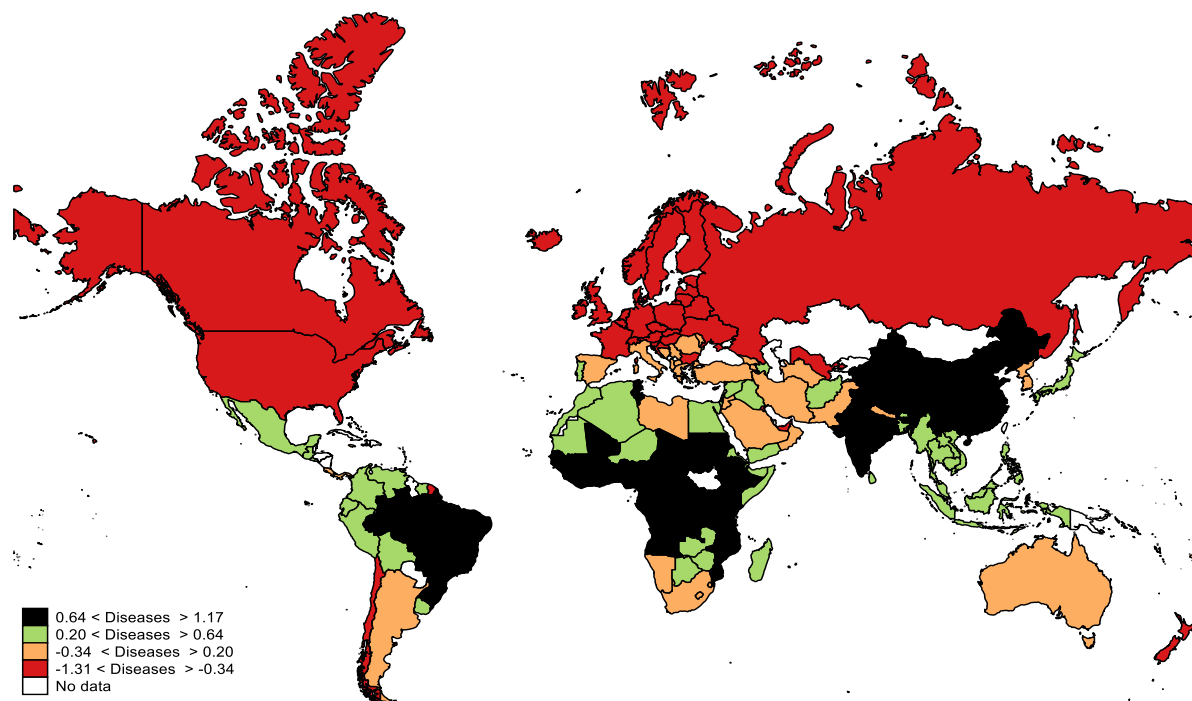 0.64 < Diseases > 1.17
0.20 < Diseases > 0.64
-0.34 < Diseases > 0.20
-1.31 < Diseases > -0.34
No data